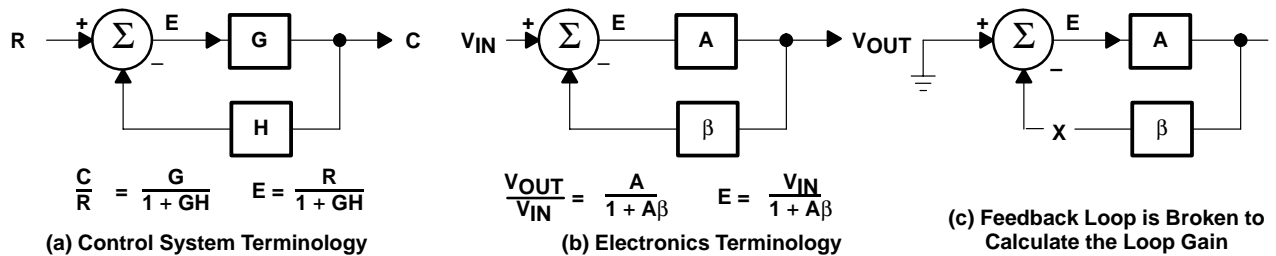 R + Σ − E G C
H
C/R = G/(1 + GH) E = R/(1 + GH)
(a) Control System Terminology
VIN + Σ − E A VOUT
β
VOUT/VIN = A/(1 + Aβ) E = VIN/(1 + Aβ)
(b) Electronics Terminology
+ Σ − E A
X β
(c) Feedback Loop is Broken to
Calculate the Loop Gain